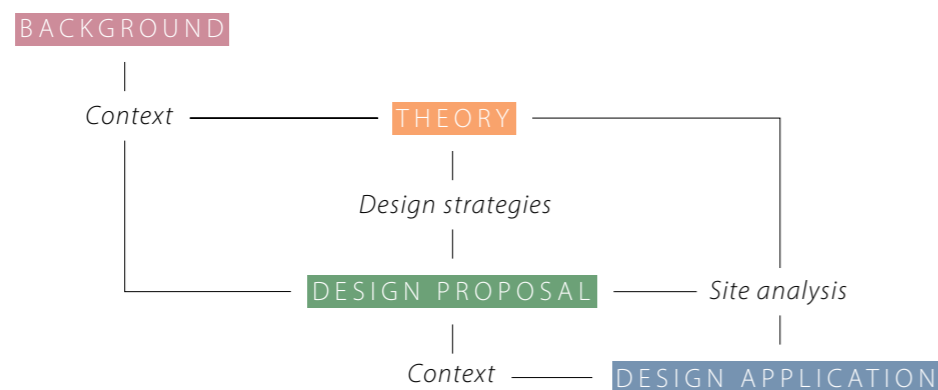 BACKGROUND
Context
THEORY
Design strategies
DESIGN PROPOSAL
Site analysis
Context
DESIGN APPLICATION